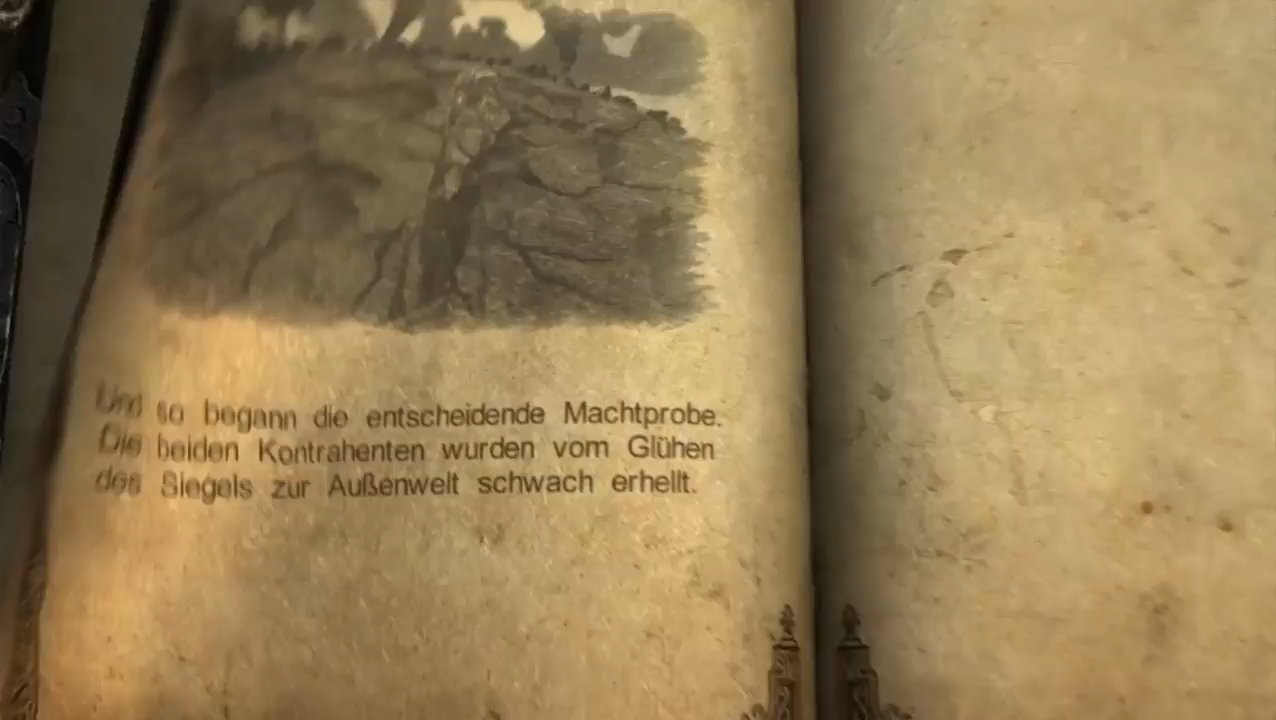 Und so begann die entscheidende Machtprobe.
Die beiden Kontrahenten wurden vom Glühen
des Siegels zur Außenwelt schwach erhellt.